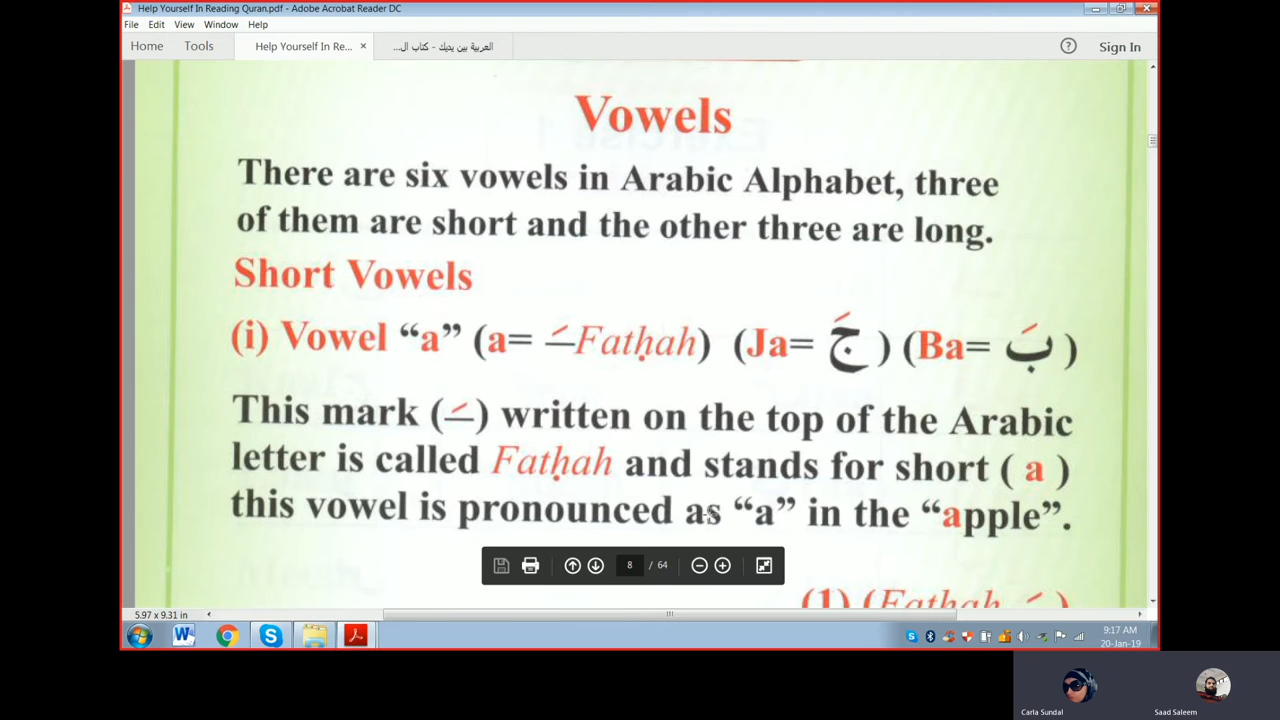 Help Yourself In Reading Quran.pdf - Adobe Acrobat Reader DC
File Edit View Window Help
Home Tools Help Yourself In Re... × العربية بين يديك - كتاب ال... ? Sign In
Vowels
There are six vowels in Arabic Alphabet, three
of them are short and the other three are long.
Short Vowels
(i) Vowel “a” (a= ـَ Fatḥah) (Ja= جَ ) (Ba= بَ )
This mark (ـَ) written on the top of the Arabic
letter is called Fatḥah and stands for short ( a )
this vowel is pronounced as “a” in the “apple”.
8 / 64
(1) (Fatḥah ـَ )
5.97 x 9.31 in
9:17 AM
20-Jan-19
Carla Sundal Saad Saleem